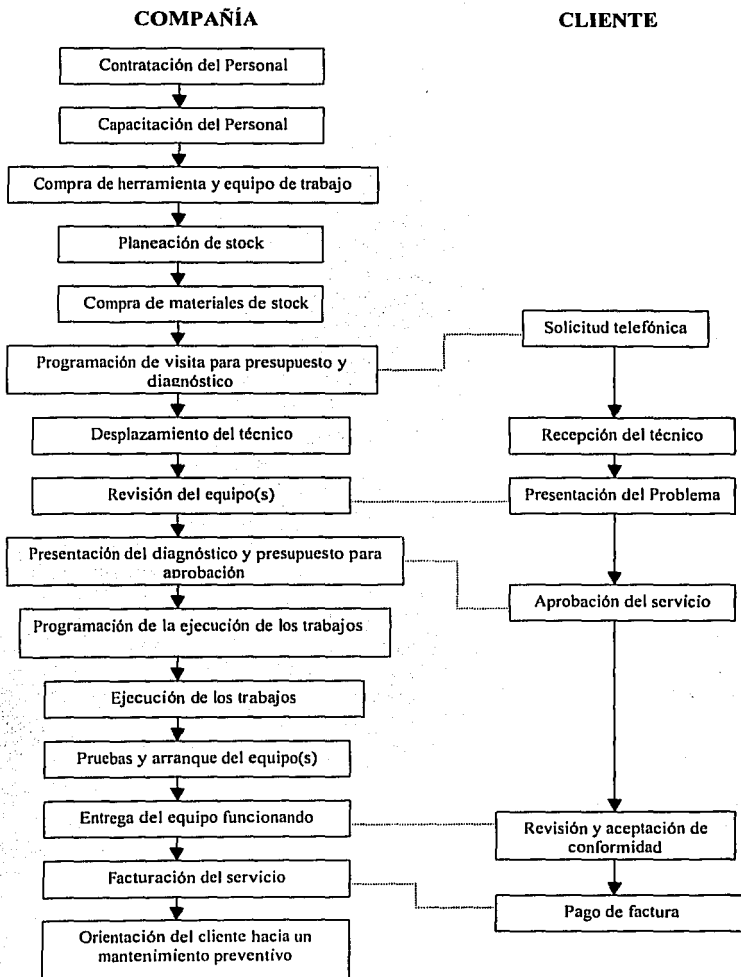 COMPAÑÍA
CLIENTE
Contratación del Personal
Capacitación del Personal
Compra de herramienta y equipo de trabajo
Planeación de stock
Compra de materiales de stock
Programación de visita para presupuesto y
diagnóstico
Desplazamiento del técnico
Revisión del equipo(s)
Presentación del diagnóstico y presupuesto para
aprobación
Programación de la ejecución de los trabajos
Ejecución de los trabajos
Pruebas y arranque del equipo(s)
Entrega del equipo funcionando
Facturación del servicio
Orientación del cliente hacia un
mantenimiento preventivo
Solicitud telefónica
Recepción del técnico
Presentación del Problema
Aprobación del servicio
Revisión y aceptación de
conformidad
Pago de factura